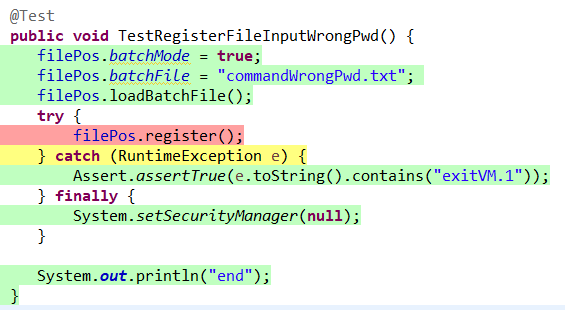 @Test
public void TestRegisterFileInputWrongPwd() {
filePos.batchMode = true;
filePos.batchFile = "commandWrongPwd.txt";
filePos.loadBatchFile();
try {
filePos.register();
} catch (RuntimeException e) {
Assert.assertTrue(e.toString().contains("exitVM.1"));
} finally {
System.setSecurityManager(null);
}
System.out.println("end");
}